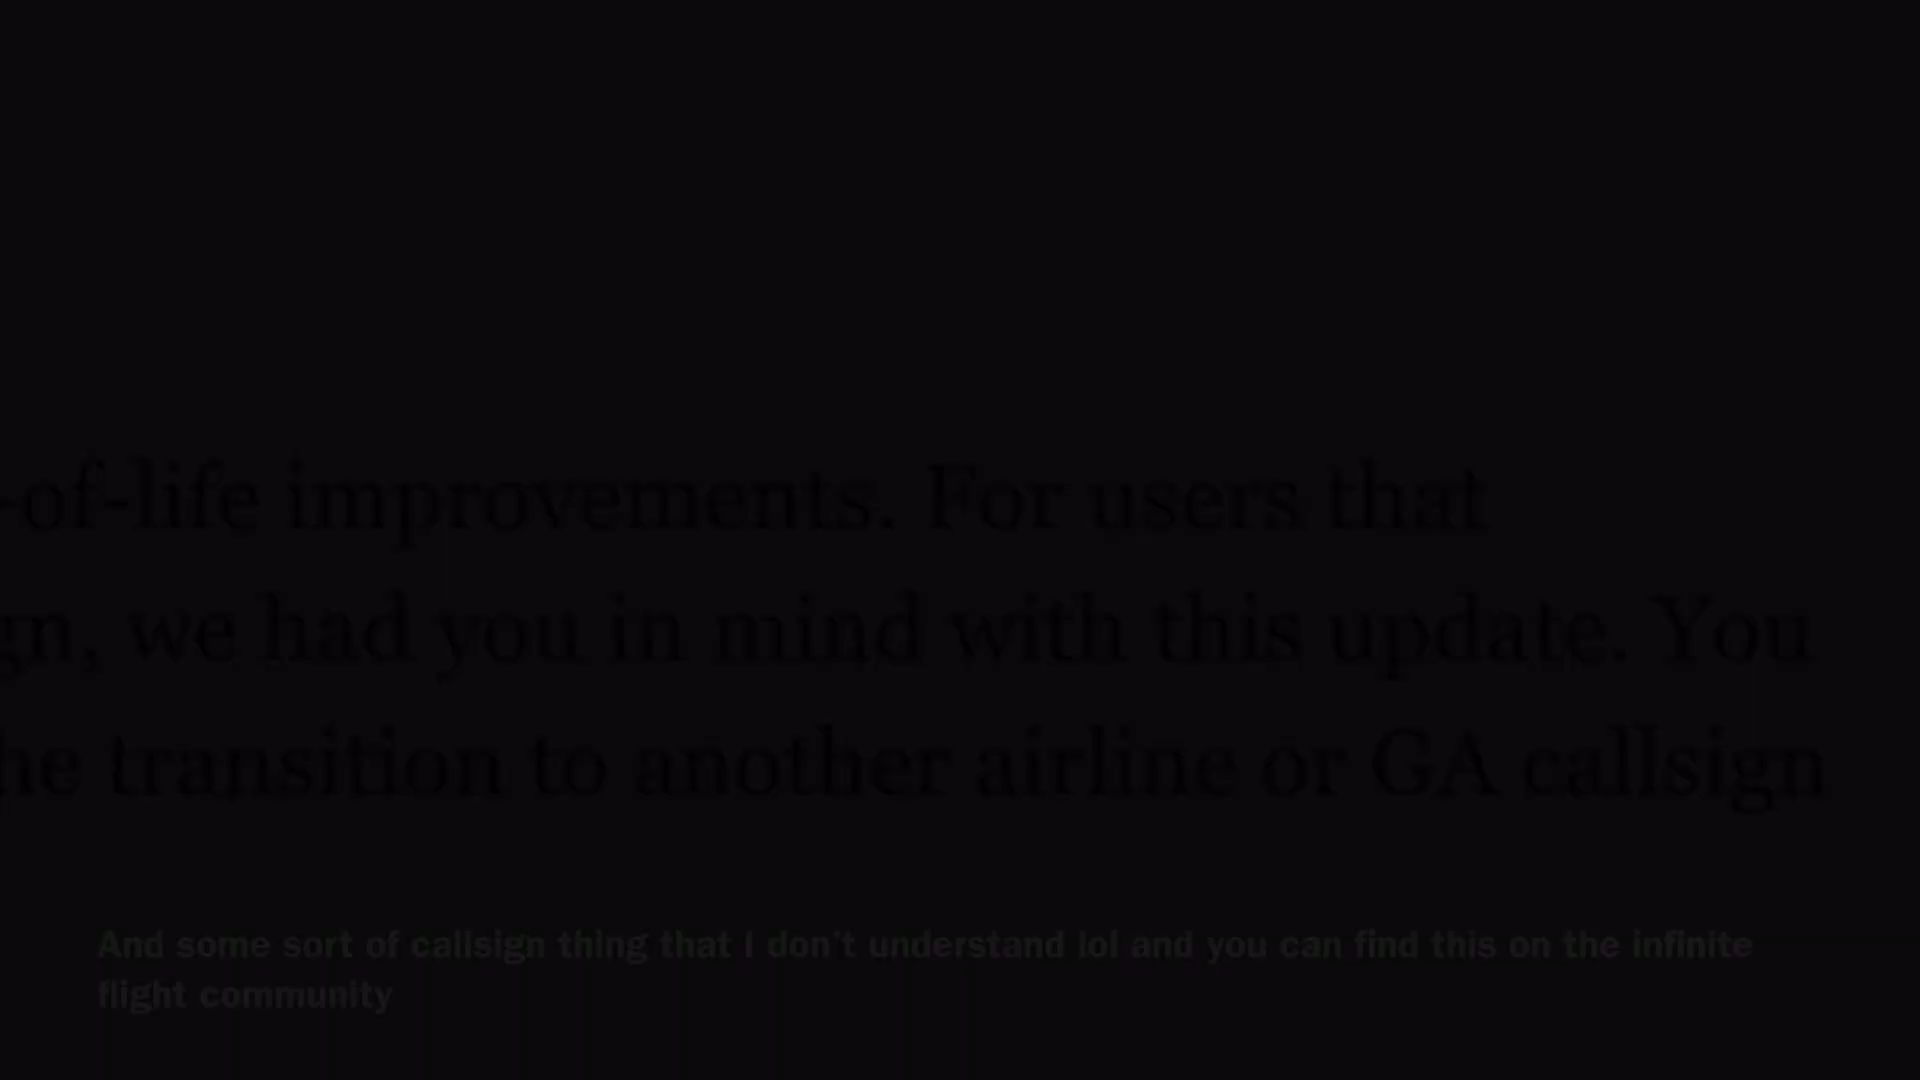 -of-life improvements. For users that
gn, we had you in mind with this update. You
he transition to another airline or GA callsign
And some sort of callsign thing that I don't understand lol and you can find this on the infinite
flight community